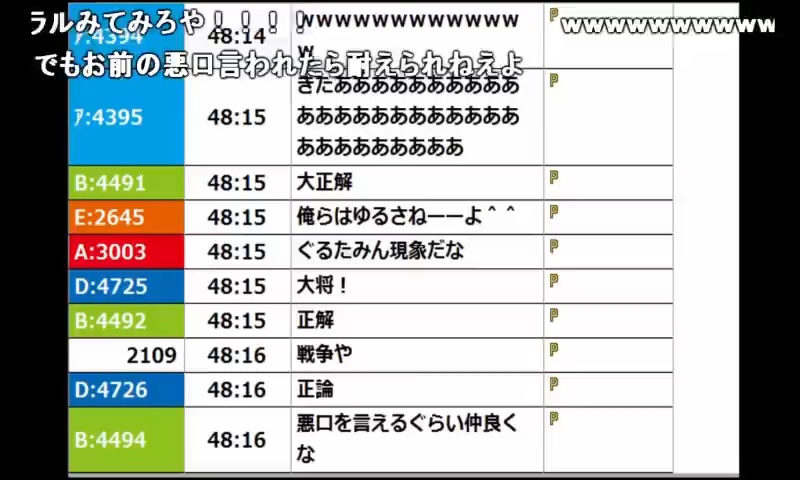 ラルみてみろや！！！！
wwwwwwwwwwww
でもお前の悪口言われたら耐えられねえよ
ｱ:4394 48:14 wwwwwwwwwwwww P
w
ｱ:4395 48:15 きたああああああああああ P
ああああああああああああ
あああああああああ
B:4491 48:15 大正解 P
E:2645 48:15 俺らはゆるさねーーよ＾＾ P
A:3003 48:15 ぐるたみん現象だな P
D:4725 48:15 大将！ P
B:4492 48:15 正解 P
2109 48:16 戦争や P
D:4726 48:16 正論 P
B:4494 48:16 悪口を言えるぐらい仲良く P
な